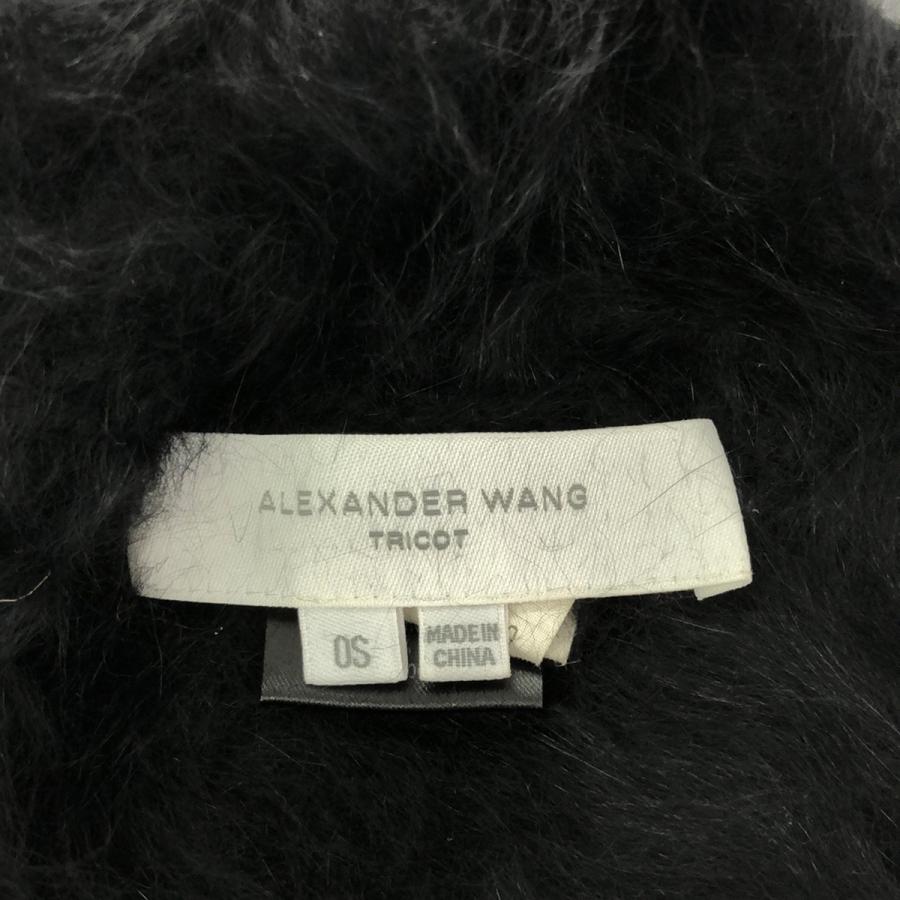 ALEXANDER WANG
TRICOT
OS
MADE IN
CHINA